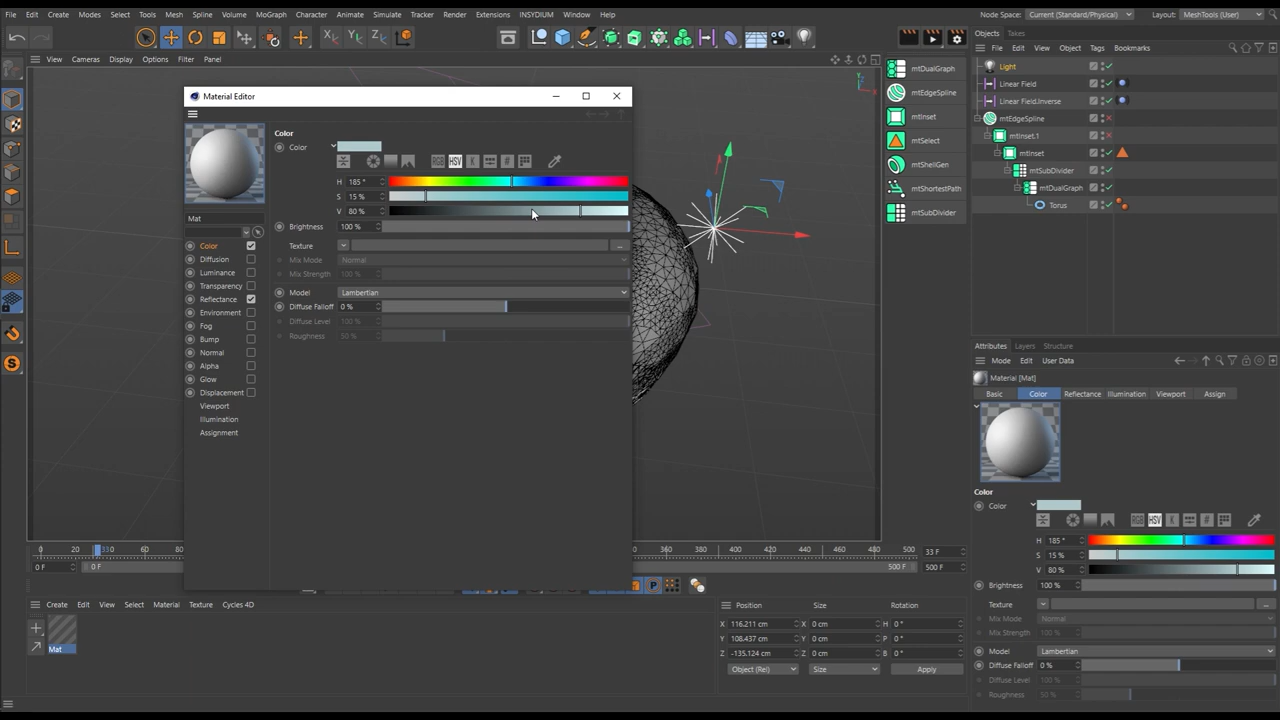 File Edit Create Modes Select Tools Mesh Spline Volume MoGraph Character Animate Simulate Tracker Render Extensions INSYDIUM Window Help
Node Space: Current (Standard/Physical) Layout: MeshTools (User)
Objects Takes
File Edit View Object Tags Bookmarks
View Cameras Display Options Filter Panel
Light
Linear Field
Linear Field.Inverse
mtEdgeSpline
mtInset.1
mtInset
mtSubDivider
mtDualGraph
Torus
mtDualGraph
mtEdgeSpline
mtInset
mtSelect
mtShellGen
mtShortestPath
mtSubDivider
Material Editor
Mat
Color
Diffusion
Luminance
Transparency
Reflectance
Environment
Fog
Bump
Normal
Alpha
Glow
Displacement
Viewport
Illumination
Assignment
Color
Color
RGB HSV K #
H 185 °
S 15 %
V 80 %
Brightness 100 %
Texture ...
Mix Mode Normal
Mix Strength 100 %
Model Lambertian
Diffuse Falloff 0 %
Diffuse Level 100 %
Roughness 50 %
Attributes Layers Structure
Mode Edit User Data
Material [Mat]
Basic Color Reflectance Illumination Viewport Assign
Color
Color
RGB HSV K #
H 185 °
S 15 %
V 80 %
Brightness 100 %
Texture ...
Mix Mode Normal
Mix Strength 100 %
Model Lambertian
Diffuse Falloff 0 %
Diffuse Level 100 %
Roughness 50 %
0 20 33 0 60 80 340 360 380 400 420 440 460 480 500 33 F
0 F 0 F 500 F 500 F
Create Edit View Select Material Texture Cycles 4D
Mat
Position Size Rotation
X 116.211 cm X 0 cm H 0 °
Y 108.437 cm Y 0 cm P 0 °
Z -135.124 cm Z 0 cm B 0 °
Object (Rel) Size Apply